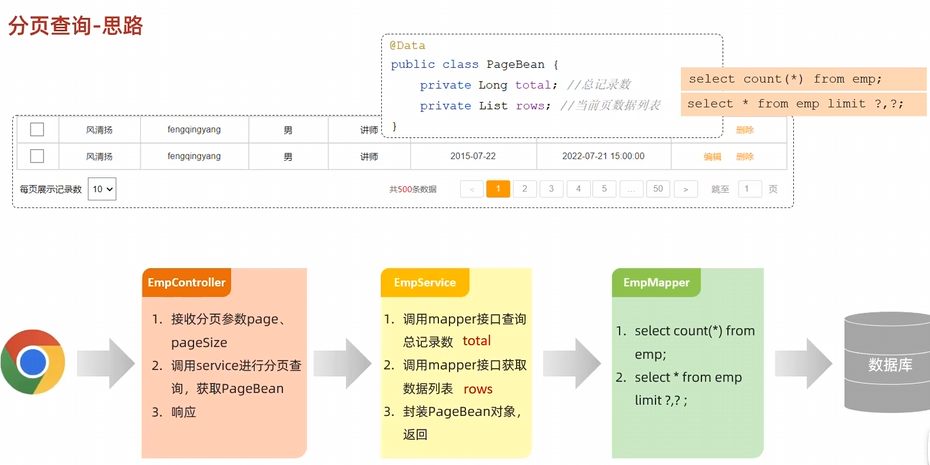 分页查询-思路
@Data
public class PageBean {
private Long total; //总记录数
private List rows; //当前页数据列表
}
select count(*) from emp;
select * from emp limit ?,?;
风清扬 fengqingyang 男 讲师 删除
风清扬 fengqingyang 男 讲师 2015-07-22 2022-07-21 15:00:00 编辑 删除
每页展示记录数 10 共500条数据 < 1 2 3 4 5 ... 50 > 跳至 1 页
EmpController
1. 接收分页参数page、
pageSize
2. 调用service进行分页查
询，获取PageBean
3. 响应
EmpService
1. 调用mapper接口查询
总记录数 total
2. 调用mapper接口获取
数据列表 rows
3. 封装PageBean对象，
返回
EmpMapper
1. select count(*) from
emp;
2. select * from emp
limit ?,? ;
数据库